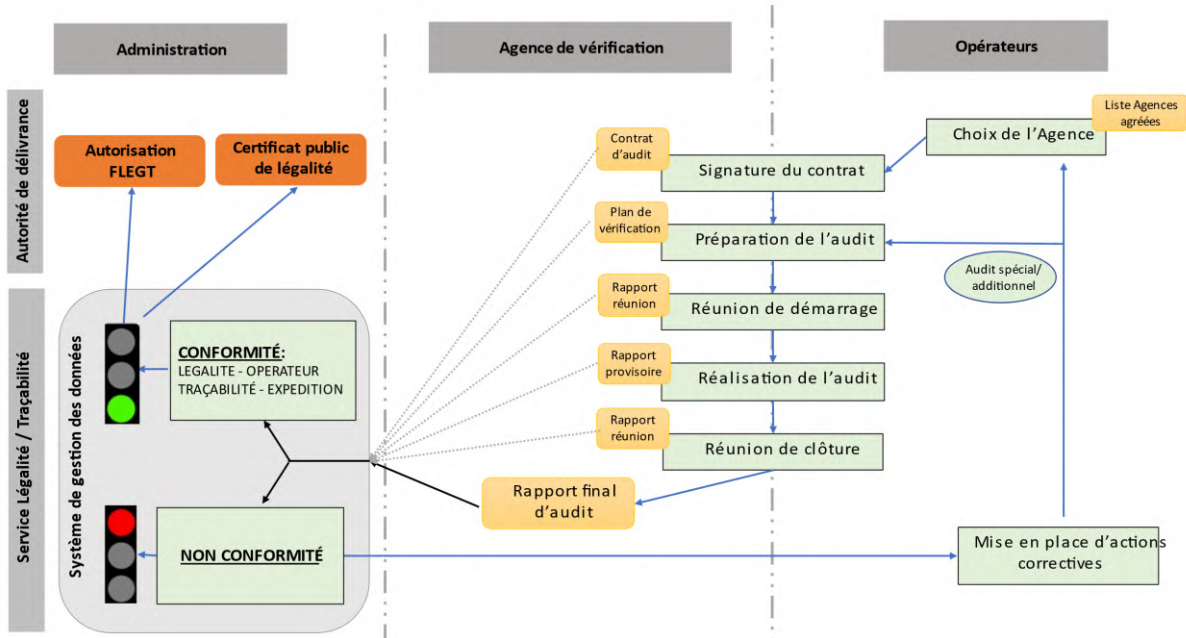 Administration
Agence de vérification
Opérateurs
Autorité de délivrance
Autorisation
FLEGT
Certificat public
de légalité
Contrat
d'audit
Signature du contrat
Choix de l'Agence
Liste Agences
agréées
Plan de
vérification
Préparation de l'audit
Audit spécial/
additionnel
Rapport
réunion
Réunion de démarrage
Rapport
provisoire
Réalisation de l'audit
Rapport
réunion
Réunion de clôture
Rapport final
d'audit
Service Légalité / Traçabilité
Système de gestion des données
CONFORMITÉ:
LEGALITE - OPERATEUR
TRAÇABILITÉ - EXPEDITION
NON CONFORMITÉ
Mise en place d'actions
correctives